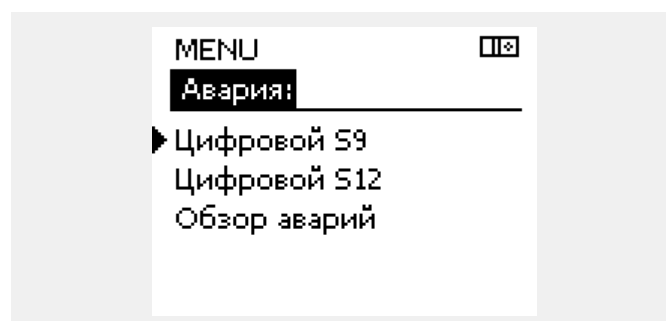 MENU
Авария:
Цифровой S9
Цифровой S12
Обзор аварий